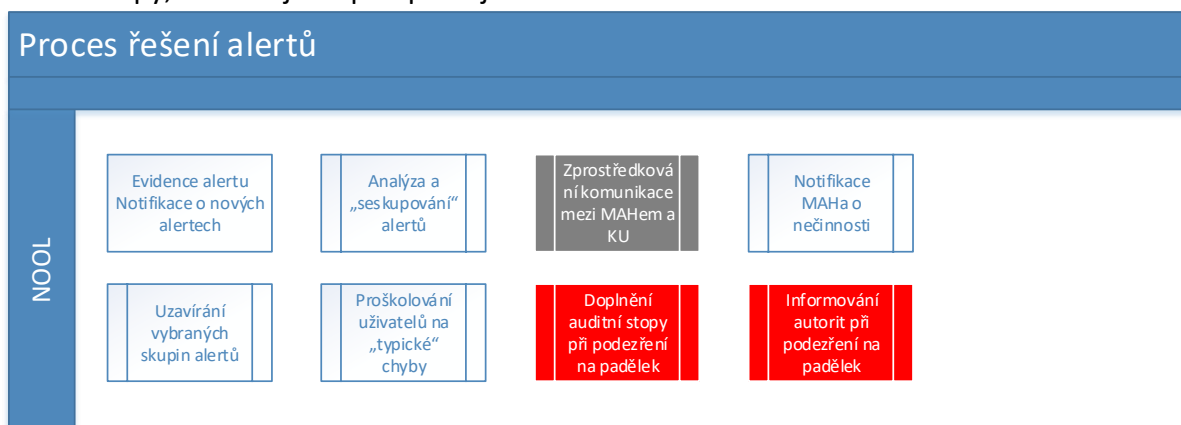 Proces řešení alertů
NOOL
Evidence alertu
Notifikace o nových
alertech
Analýza a
„seskupování“
alertů
Zprostředková
ní komunikace
mezi MAHem a
KU
Notifikace
MAHa o
nečinnosti
Uzavírání
vybraných
skupin alertů
Proškolování
uživatelů na
„typické“
chyby
Doplnění
auditní stopy
při podezření
na padělek
Informování
autorit při
podezření na
padělek